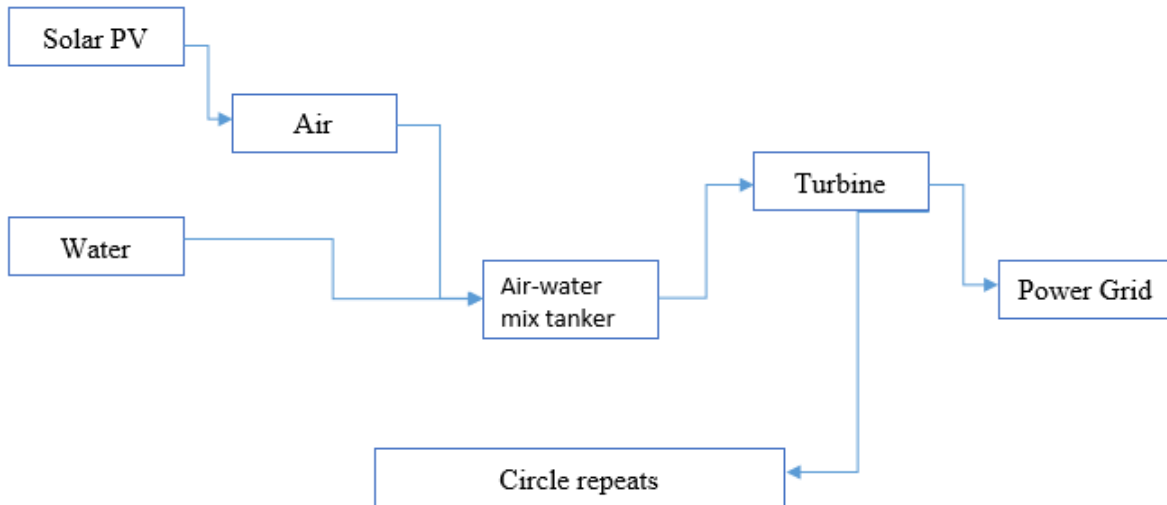 Solar PV
Air
Water
Turbine
Air-water
mix tanker
Power Grid
Circle repeats